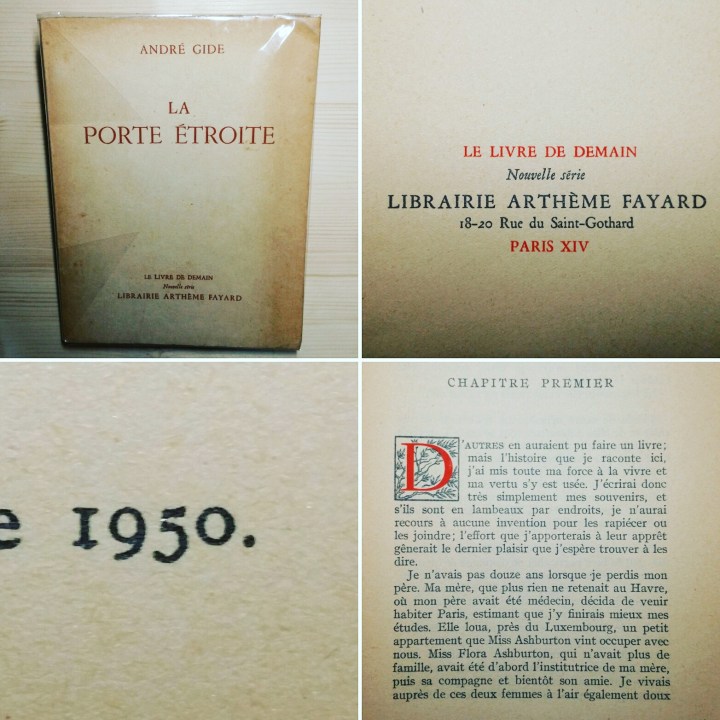 ANDRÉ GIDE
LA
PORTE ÉTROITE
LE LIVRE DE DEMAIN
Nouvelle série
LIBRAIRIE ARTHÈME FAYARD
LE LIVRE DE DEMAIN
Nouvelle série
LIBRAIRIE ARTHÈME FAYARD
18-20 Rue du Saint-Gothard
PARIS XIV
e 1950.
CHAPITRE PREMIER
D'AUTRES en auraient pu faire un livre;
mais l'histoire que je raconte ici,
j'ai mis toute ma force à la vivre et
ma vertu s'y est usée. J'écrirai donc
très simplement mes souvenirs, et
s'ils sont en lambeaux par endroits, je n'aurai
recours à aucune invention pour les rapiécer ou
les joindre; l'effort que j'apporterais à leur apprêt
gênerait le dernier plaisir que j'espère trouver à les
dire.
Je n'avais pas douze ans lorsque je perdis mon
père. Ma mère, que plus rien ne retenait au Havre,
où mon père avait été médecin, décida de venir
habiter Paris, estimant que j'y finirais mieux mes
études. Elle loua, près du Luxembourg, un petit
appartement que Miss Ashburton vint occuper avec
nous. Miss Flora Ashburton, qui n'avait plus de
famille, avait été d'abord l'institutrice de ma mère,
puis sa compagne et bientôt son amie. Je vivais
auprès de ces deux femmes à l'air également doux